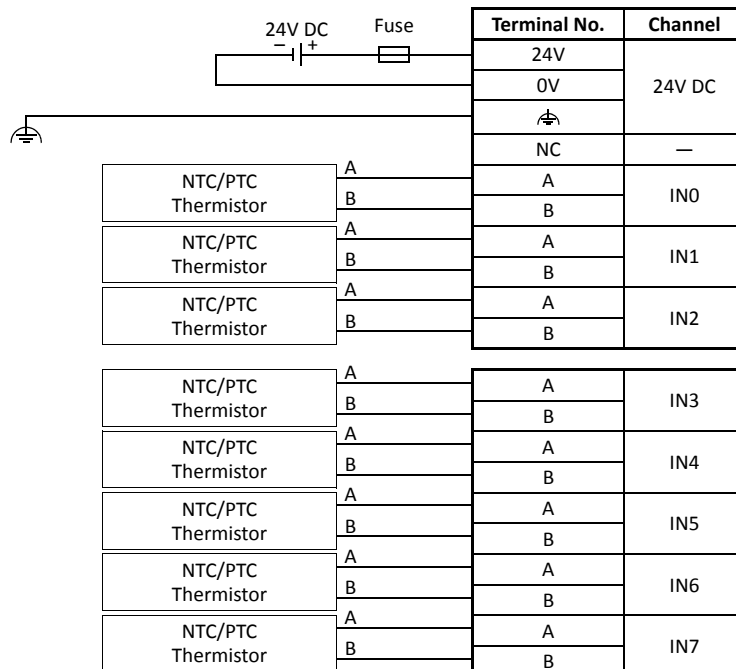 24V DC
Fuse
− +
Terminal No. Channel
24V
0V
24V DC
NC —
NTC/PTC
Thermistor
A
B
A
B
IN0
NTC/PTC
Thermistor
A
B
A
B
IN1
NTC/PTC
Thermistor
A
B
A
B
IN2
NTC/PTC
Thermistor
A
B
A
B
IN3
NTC/PTC
Thermistor
A
B
A
B
IN4
NTC/PTC
Thermistor
A
B
A
B
IN5
NTC/PTC
Thermistor
A
B
A
B
IN6
NTC/PTC
Thermistor
A
B
A
B
IN7